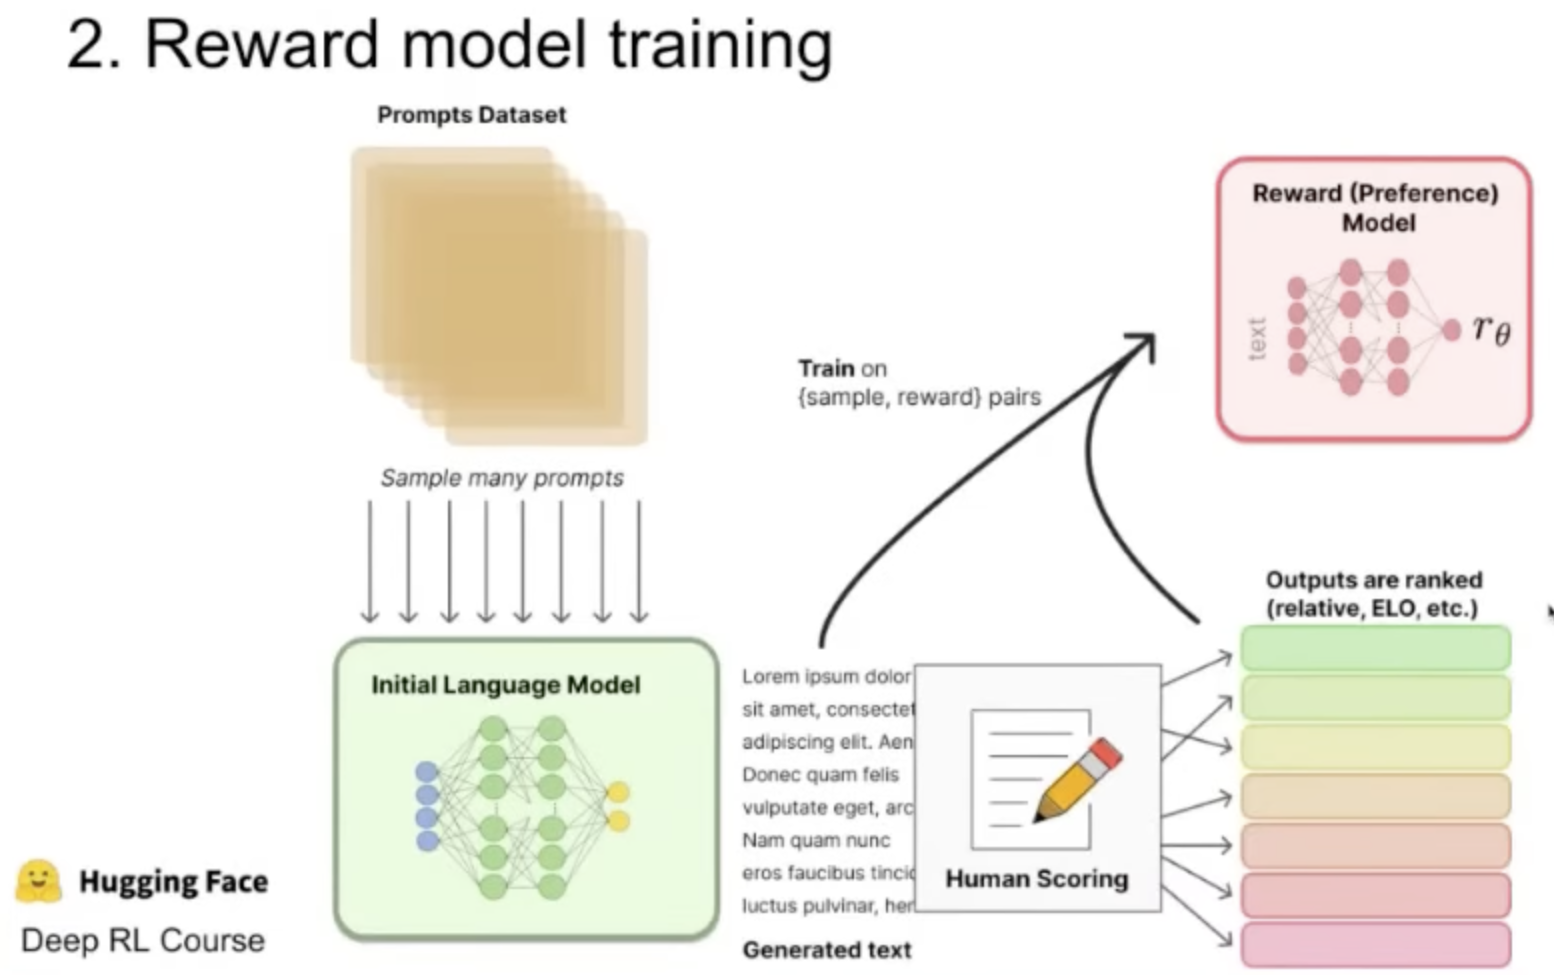 2. Reward model training
Prompts Dataset
Sample many prompts
Initial Language Model
Train on
{sample, reward} pairs
Reward (Preference)
Model
text
rθ
Lorem ipsum dolor
sit amet, consectet
adipiscing elit. Aen
Donec quam felis
vulputate eget, arc
Nam quam nunc
eros faucibus tincid
luctus pulvinar, her
Generated text
Human Scoring
Outputs are ranked
(relative, ELO, etc.)
Hugging Face
Deep RL Course